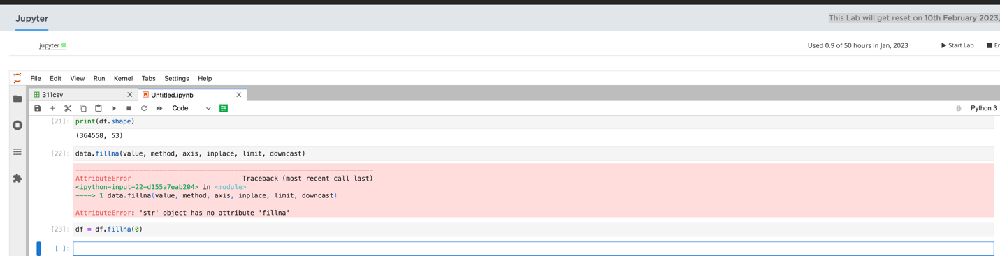 Jupyter
This Lab will get reset on 10th February 2023,
jupyter
Used 0.9 of 50 hours in Jan, 2023
Start Lab
File Edit View Run Kernel Tabs Settings Help
311csv
Untitled.ipynb
Code
Python 3
[21]: print(df.shape)
(364558, 53)
[22]: data.fillna(value, method, axis, inplace, limit, downcast)
---------------------------------------------------------------------------
AttributeError Traceback (most recent call last)
<ipython-input-22-d155a7eab204> in <module>
----> 1 data.fillna(value, method, axis, inplace, limit, downcast)
AttributeError: 'str' object has no attribute 'fillna'
[23]: df = df.fillna(0)
[ ]: